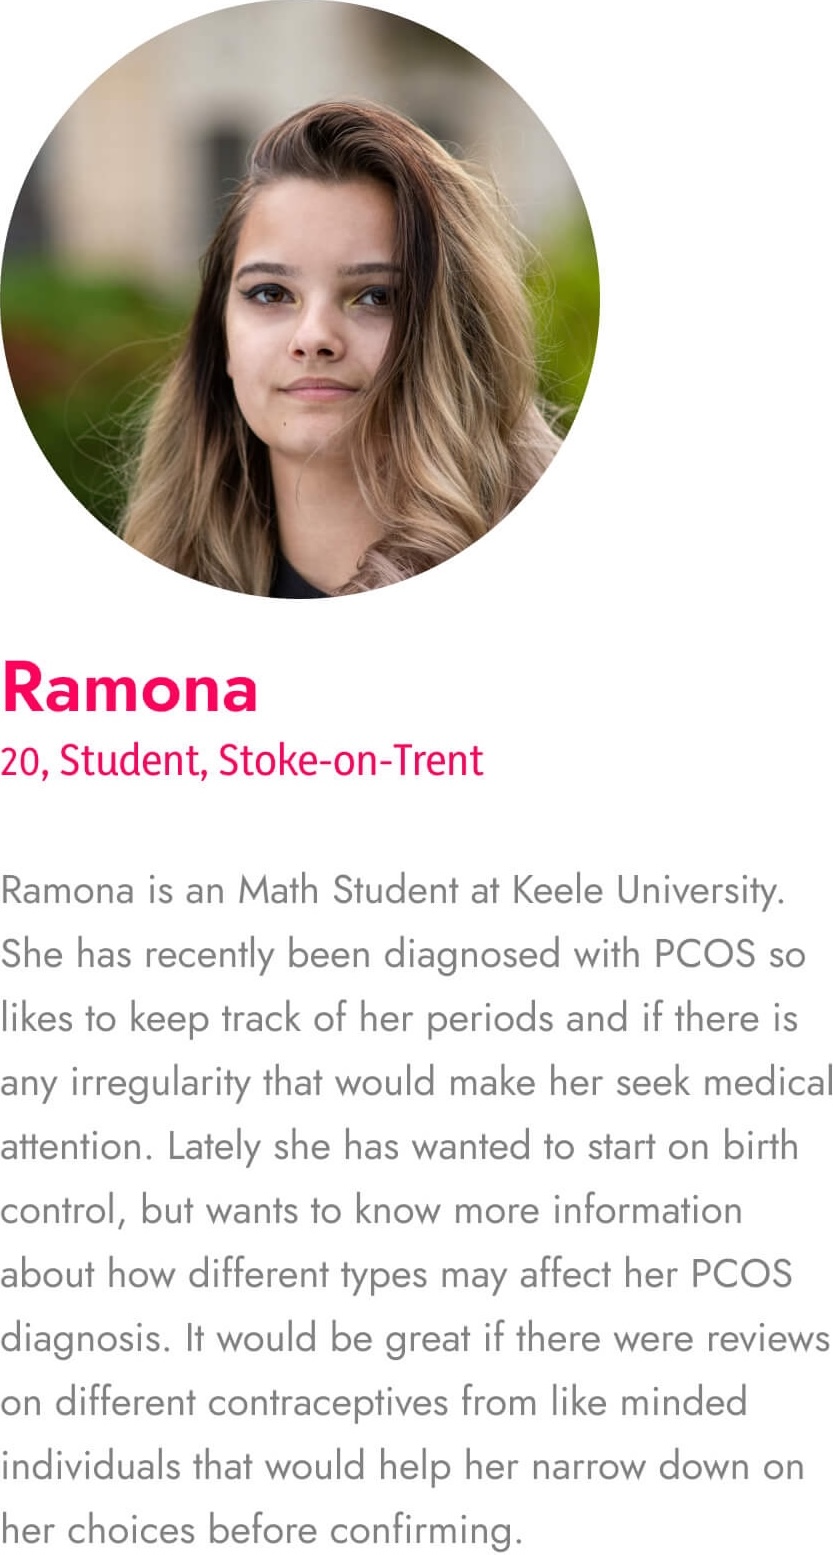 Ramona
20, Student, Stoke-on-Trent
Ramona is an Math Student at Keele University.
She has recently been diagnosed with PCOS so
likes to keep track of her periods and if there is
any irregularity that would make her seek medical
attention. Lately she has wanted to start on birth
control, but wants to know more information
about how different types may affect her PCOS
diagnosis. It would be great if there were reviews
on different contraceptives from like minded
individuals that would help her narrow down on
her choices before confirming.